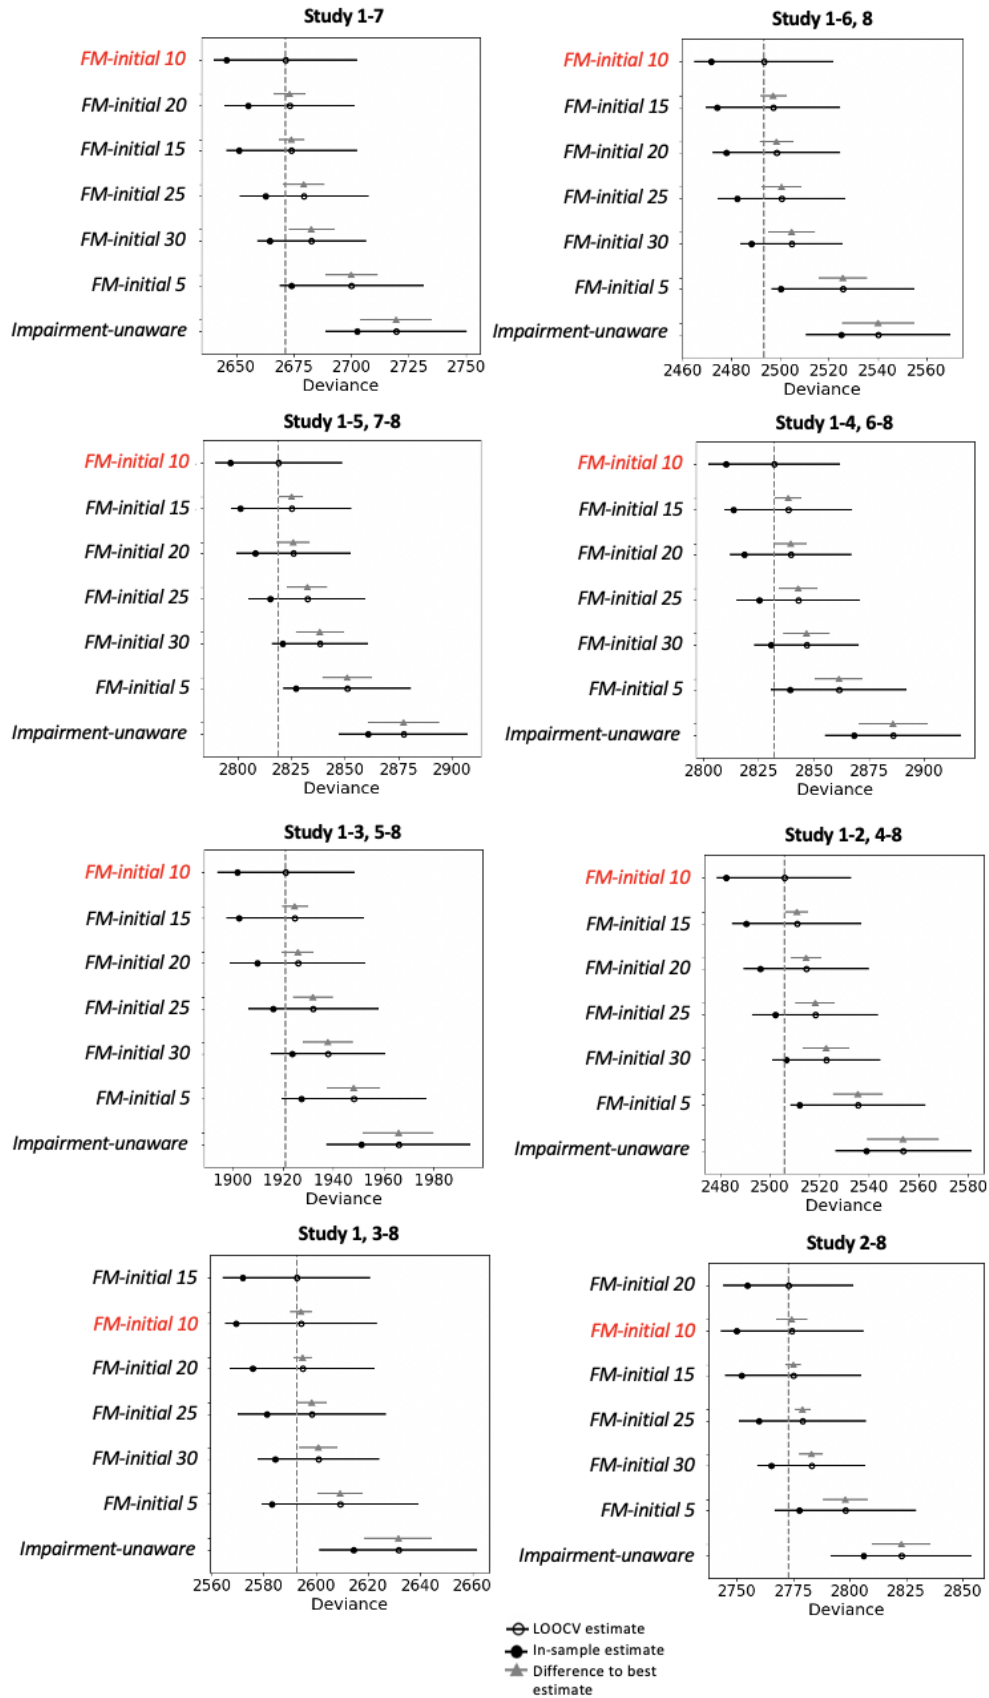 Study 1-7
FM-initial 10
FM-initial 20
FM-initial 15
FM-initial 25
FM-initial 30
FM-initial 5
Impairment-unaware
2650 2675 2700 2725 2750
Deviance
Study 1-6, 8
FM-initial 10
FM-initial 15
FM-initial 20
FM-initial 25
FM-initial 30
FM-initial 5
Impairment-unaware
2460 2480 2500 2520 2540 2560
Deviance
Study 1-5, 7-8
FM-initial 10
FM-initial 15
FM-initial 20
FM-initial 25
FM-initial 30
FM-initial 5
Impairment-unaware
2800 2825 2850 2875 2900
Deviance
Study 1-4, 6-8
FM-initial 10
FM-initial 15
FM-initial 20
FM-initial 25
FM-initial 30
FM-initial 5
Impairment-unaware
2800 2825 2850 2875 2900
Deviance
Study 1-3, 5-8
FM-initial 10
FM-initial 15
FM-initial 20
FM-initial 25
FM-initial 30
FM-initial 5
Impairment-unaware
1900 1920 1940 1960 1980
Deviance
Study 1-2, 4-8
FM-initial 10
FM-initial 15
FM-initial 20
FM-initial 25
FM-initial 30
FM-initial 5
Impairment-unaware
2480 2500 2520 2540 2560 2580
Deviance
Study 1, 3-8
FM-initial 15
FM-initial 10
FM-initial 20
FM-initial 25
FM-initial 30
FM-initial 5
Impairment-unaware
2560 2580 2600 2620 2640 2660
Deviance
Study 2-8
FM-initial 20
FM-initial 10
FM-initial 15
FM-initial 25
FM-initial 30
FM-initial 5
Impairment-unaware
2750 2775 2800 2825 2850
Deviance
LOOCV estimate
In-sample estimate
Difference to best
estimate